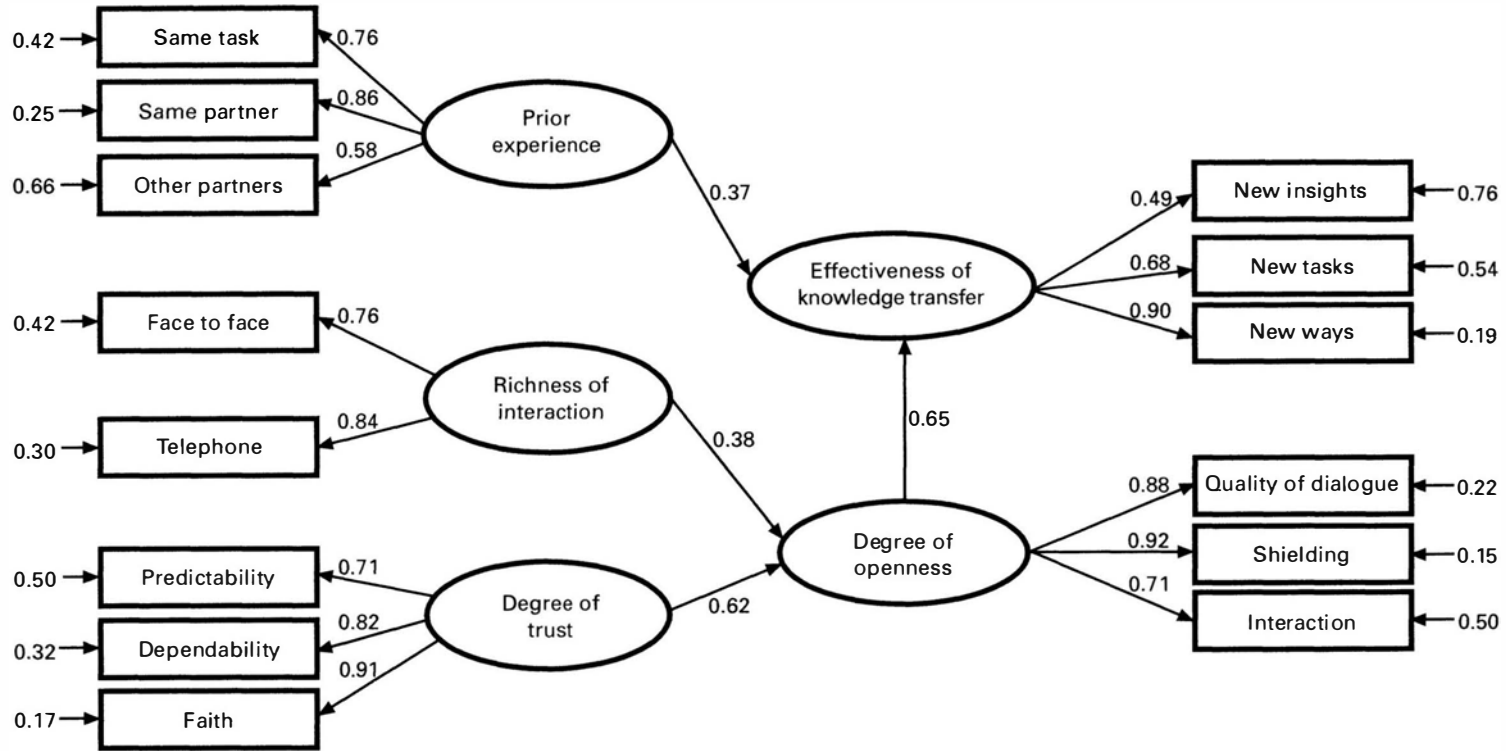 0.42
Same task
0.76
0.25
Same partner
0.86
0.66
Other partners
0.58
Prior
experience
0.37
0.42
Face to face
0.76
0.30
Telephone
0.84
Richness of
interaction
0.38
0.50
Predictability
0.71
0.32
Dependability
0.82
0.17
Faith
0.91
Degree of
trust
0.62
Effectiveness of
knowledge transfer
0.65
Degree of
openness
0.49
New insights
0.76
0.68
New tasks
0.54
0.90
New ways
0.19
0.88
Quality of dialogue
0.22
0.92
Shielding
0.15
0.71
Interaction
0.50